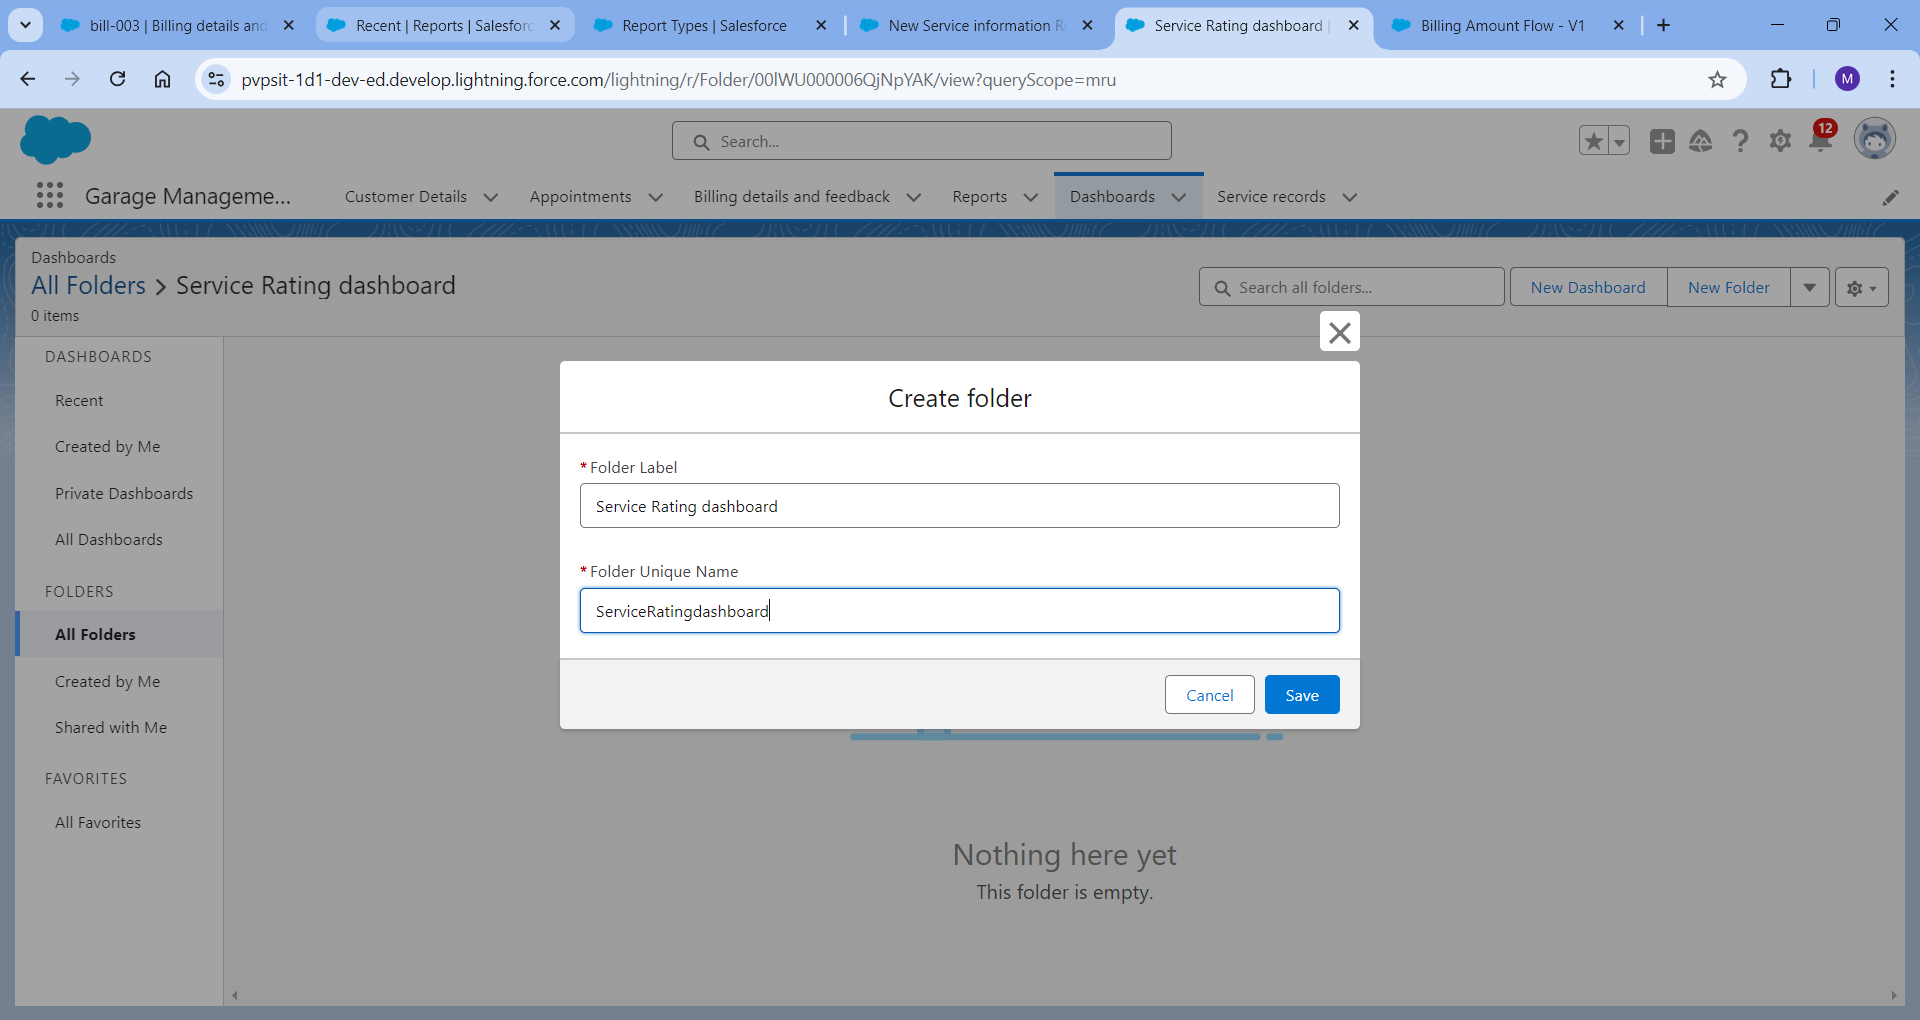 bill-003 | Billing details and
Recent | Reports | Salesforc
Report Types | Salesforce
New Service information R
Service Rating dashboard |
Billing Amount Flow - V1
pvpsit-1d1-dev-ed.develop.lightning.force.com/lightning/r/Folder/00lWU000006QjNpYAK/view?queryScope=mru
M
Search...
12
Garage Manageme...
Customer Details
Appointments
Billing details and feedback
Reports
Dashboards
Service records
Dashboards
All Folders > Service Rating dashboard
0 items
Search all folders...
New Dashboard
New Folder
DASHBOARDS
Recent
Created by Me
Private Dashboards
All Dashboards
FOLDERS
All Folders
Created by Me
Shared with Me
FAVORITES
All Favorites
Create folder
* Folder Label
Service Rating dashboard
* Folder Unique Name
ServiceRatingdashboard
Cancel
Save
Nothing here yet
This folder is empty.